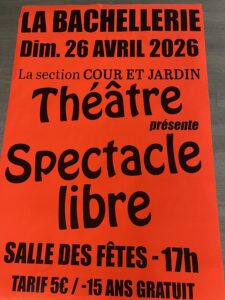 LA BACHELLERIE
Dim. 26 AVRIL 2026
La section COUR ET JARDIN
Théâtre
présente
Spectacle
libre
SALLE DES FÊTES - 17h
TARIF 5€ / -15 ANS GRATUIT